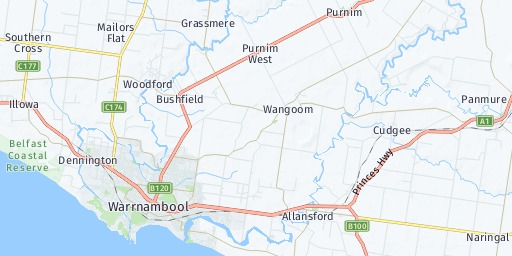 Grassmere
Purnim
Mailors
Flat
Southern
Cross
Purnim
West
C177
Woodford
Bushfield
Illowa
C174
Wangoom
Panmure
A1
Cudgee
Belfast
Coastal
Reserve
Dennington
Princes Hwy
B120
Warrnambool
Allansford
B100
Naringal